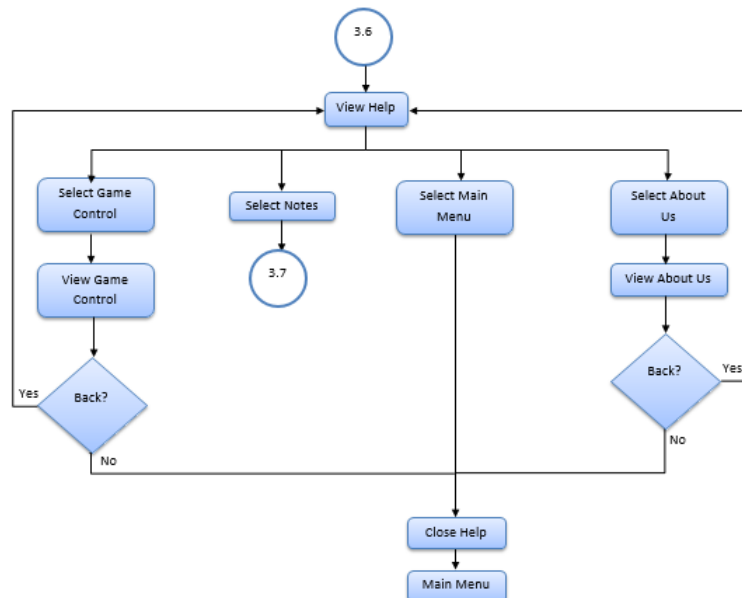 3.6
View Help
Select Game
Control
Select Notes
Select Main
Menu
Select About
Us
View Game
Control
3.7
View About Us
Back?
Yes
No
Back?
Yes
No
Close Help
Main Menu